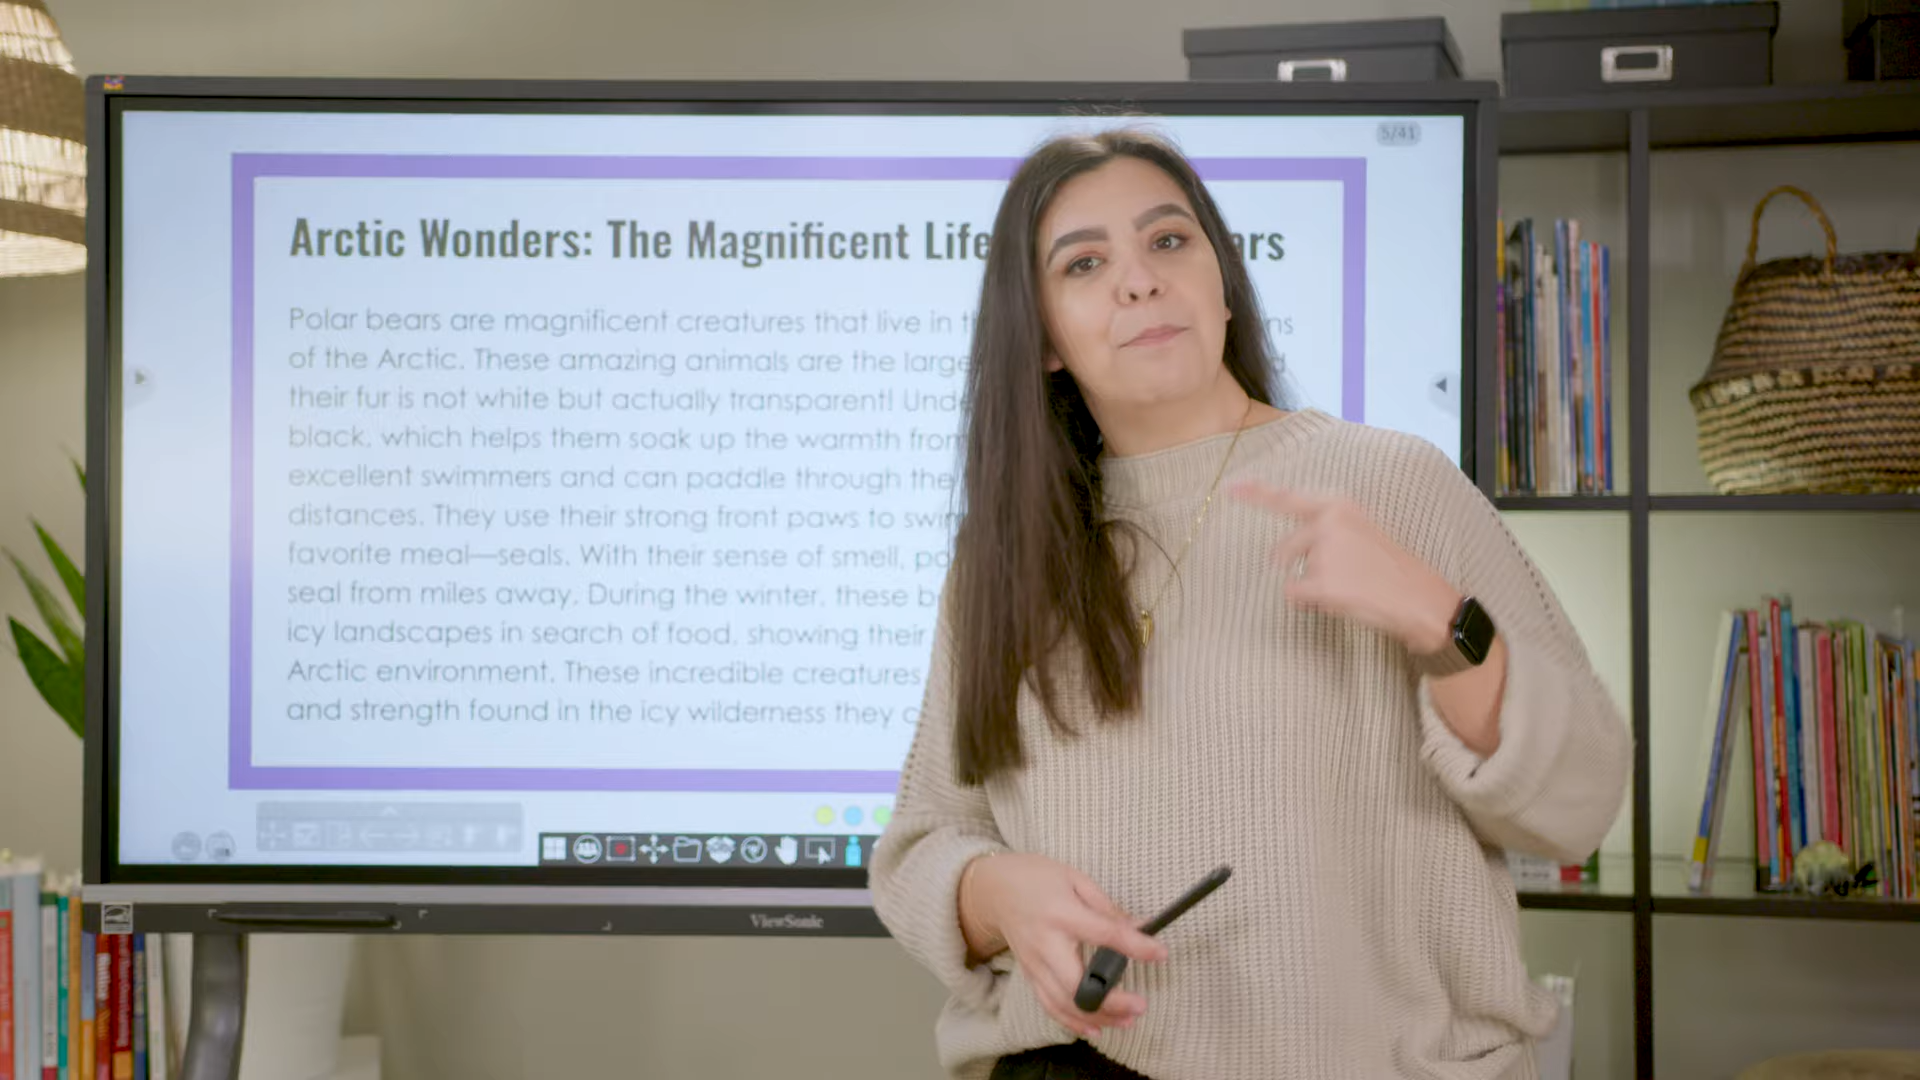 5/41
Arctic Wonders: The Magnificent Life ars
Polar bears are magnificent creatures that live in t ns
of the Arctic. These amazing animals are the large d
their fur is not white but actually transparent! Unde
black, which helps them soak up the warmth from
excellent swimmers and can paddle through the
distances. They use their strong front paws to swim
favorite meal—seals. With their sense of smell, po
seal from miles away. During the winter, these be
icy landscapes in search of food, showing their
Arctic environment. These incredible creatures
and strength found in the icy wilderness they c
ViewSonic